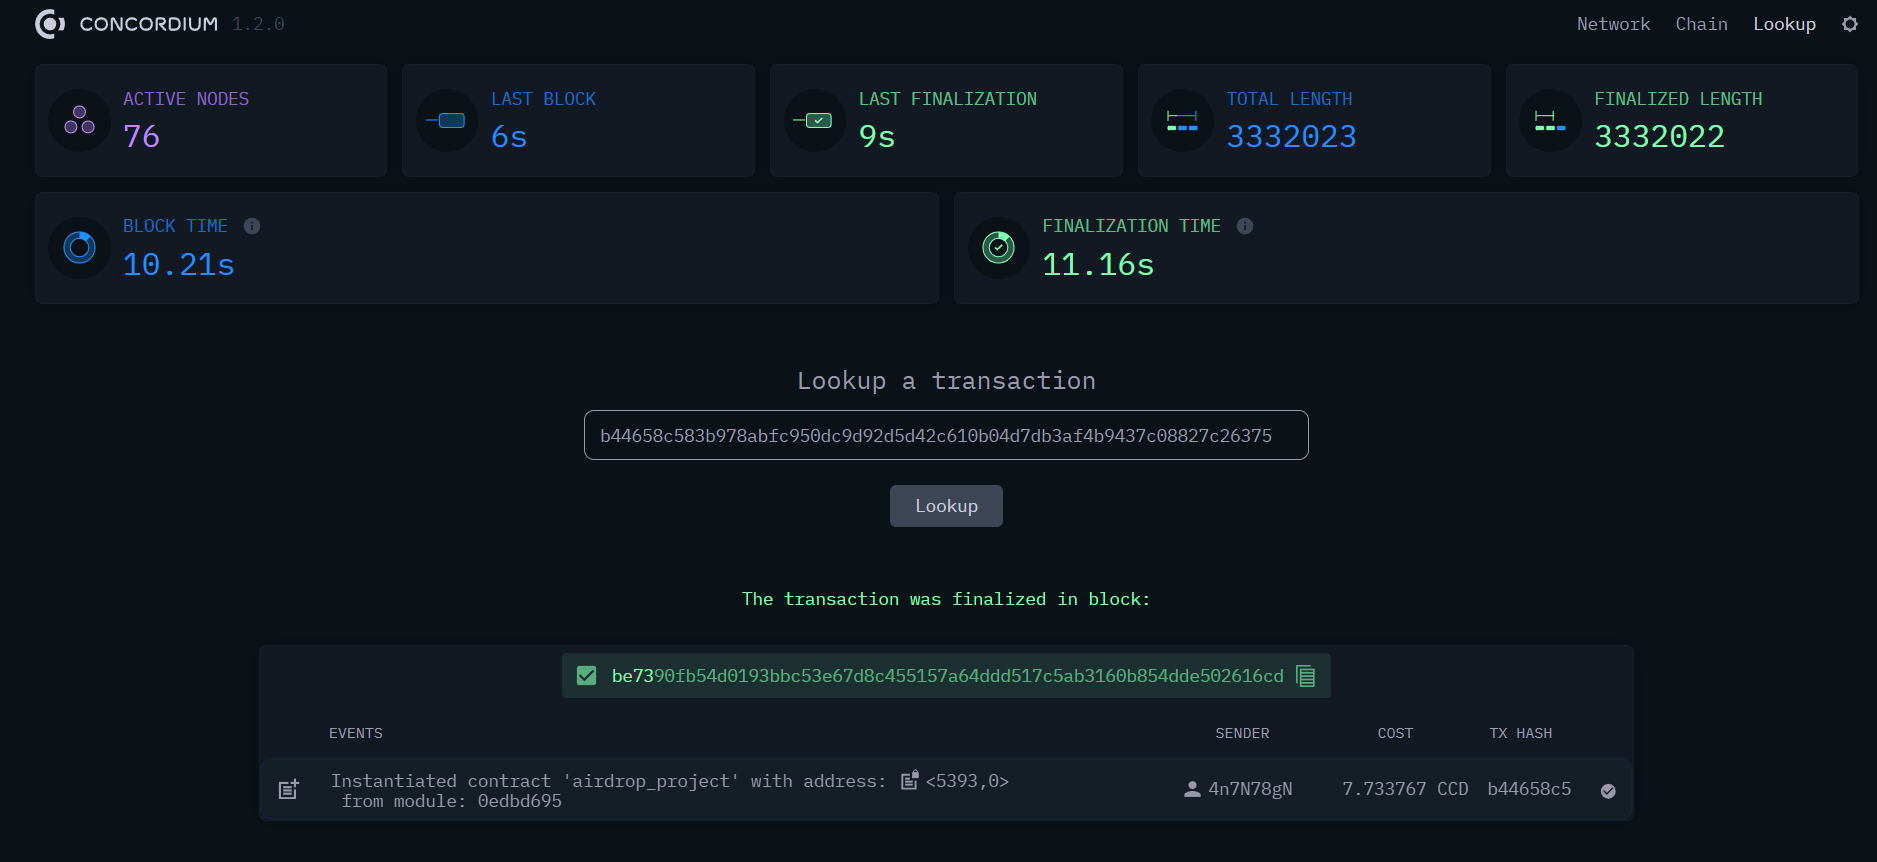 CONCORDIUM 1.2.0
Network Chain Lookup
ACTIVE NODES
76
LAST BLOCK
6s
LAST FINALIZATION
9s
TOTAL LENGTH
3332023
FINALIZED LENGTH
3332022
BLOCK TIME
10.21s
FINALIZATION TIME
11.16s
Lookup a transaction
b44658c583b978abfc950dc9d92d5d42c610b04d7db3af4b9437c08827c26375
Lookup
The transaction was finalized in block:
be7390fb54d0193bbc53e67d8c455157a64ddd517c5ab3160b854dde502616cd
EVENTS SENDER COST TX HASH
Instantiated contract 'airdrop_project' with address: <5393,0>
from module: 0edbd695
4n7N78gN 7.733767 CCD b44658c5